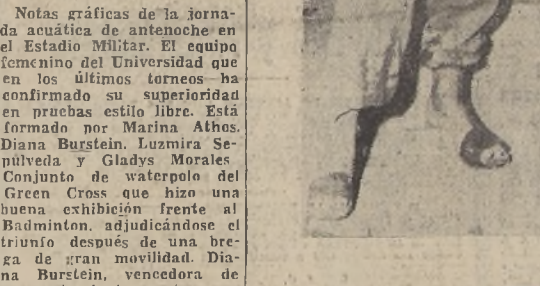 Notas gráficas de la jorna-
da acuática de antenoche en
el Estadio Militar. El equipo
femenino del Universidad que
en los últimos torneos ha
confirmado su superioridad
en pruebas estilo libre. Está
formado por Marina Athos.
Diana Burstein. Luzmira Se-
púlveda y Gladys Morales
Conjunto de waterpolo del
Green Cross que hizo una
buena exhibición frente al
Badminton. adjudicándose el
triunfo después de una bre-
ga de gran movilidad. Dia-
na Burstein, vencedora de